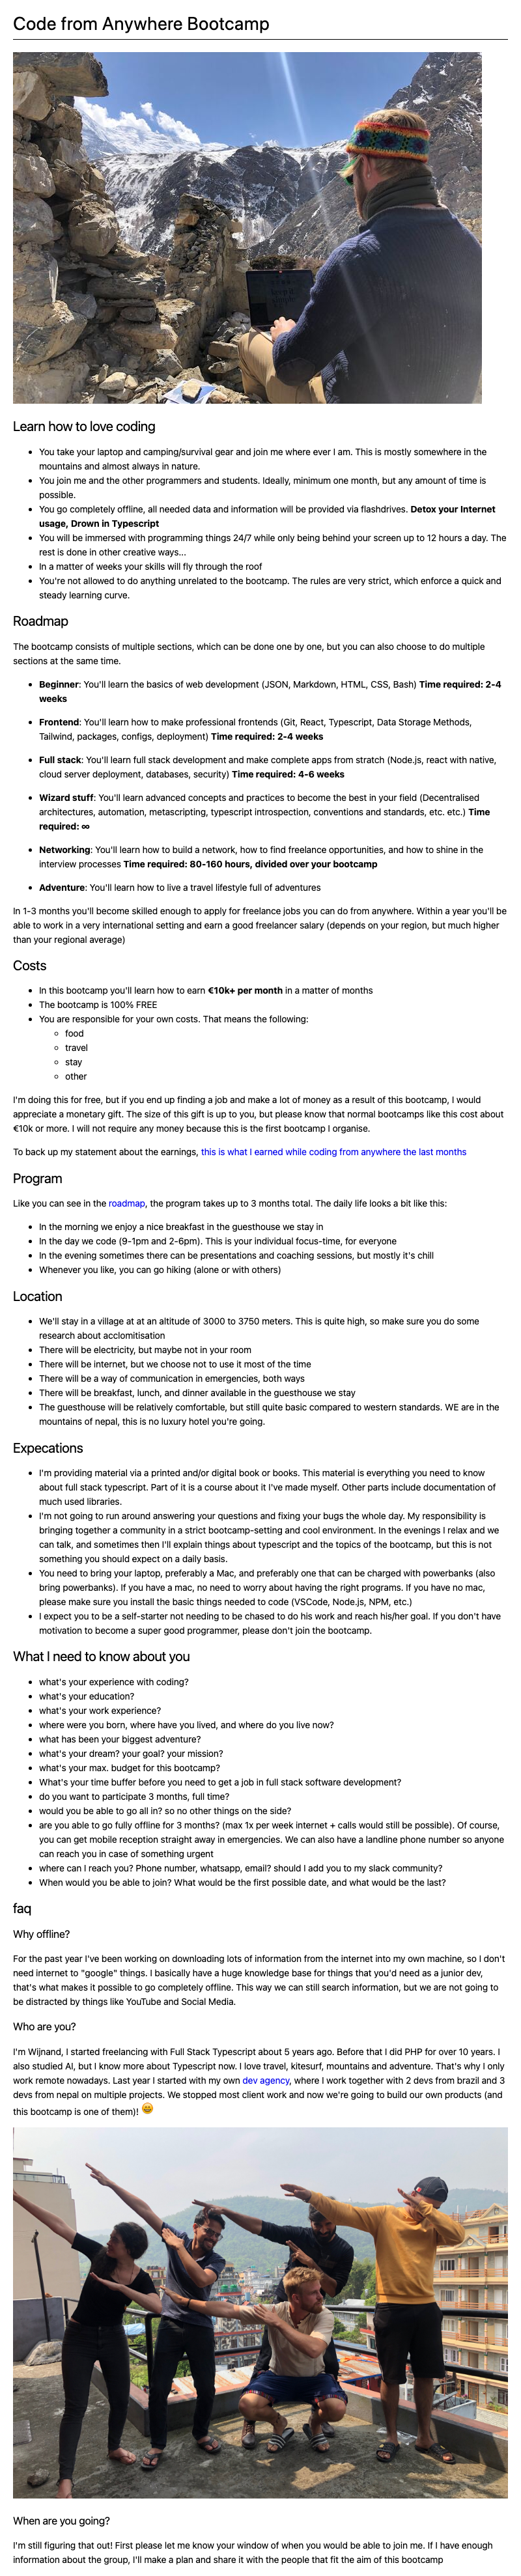 Code from Anywhere Bootcamp
Learn how to love coding
You take your laptop and camping/survival gear and join me where ever I am. This is mostly somewhere in the
mountains and almost always in nature.
You join me and the other programmers and students. Ideally, minimum one month, but any amount of time is
possible.
You go completely offline, all needed data and information will be provided via flashdrives. Detox your Internet
usage, Drown in Typescript
You will be immersed with programming things 24/7 while only being behind your screen up to 12 hours a day. The
rest is done in other creative ways...
In a matter of weeks your skills will fly through the roof
You're not allowed to do anything unrelated to the bootcamp. The rules are very strict, which enforce a quick and
steady learning curve.
Roadmap
The bootcamp consists of multiple sections, which can be done one by one, but you can also choose to do multiple
sections at the same time.
Beginner: You'll learn the basics of web development (JSON, Markdown, HTML, CSS, Bash) Time required: 2-4
weeks
Frontend: You'll learn how to make professional frontends (Git, React, Typescript, Data Storage Methods,
Tailwind, packages, configs, deployment) Time required: 2-4 weeks
Full stack: You'll learn full stack development and make complete apps from stratch (Node.js, react with native,
cloud server deployment, databases, security) Time required: 4-6 weeks
Wizard stuff: You'll learn advanced concepts and practices to become the best in your field (Decentralised
architectures, automation, metascripting, typescript introspection, conventions and standards, etc. etc.) Time
required: ∞
Networking: You'll learn how to build a network, how to find freelance opportunities, and how to shine in the
interview processes Time required: 80-160 hours, divided over your bootcamp
Adventure: You'll learn how to live a travel lifestyle full of adventures
In 1-3 months you'll become skilled enough to apply for freelance jobs you can do from anywhere. Within a year you'll be
able to work in a very international setting and earn a good freelancer salary (depends on your region, but much higher
than your regional average)
Costs
In this bootcamp you'll learn how to earn €10k+ per month in a matter of months
The bootcamp is 100% FREE
You are responsible for your own costs. That means the following:
food
travel
stay
other
I'm doing this for free, but if you end up finding a job and make a lot of money as a result of this bootcamp, I would
appreciate a monetary gift. The size of this gift is up to you, but please know that normal bootcamps like this cost about
€10k or more. I will not require any money because this is the first bootcamp I organise.
To back up my statement about the earnings, this is what I earned while coding from anywhere the last months
Program
Like you can see in the roadmap, the program takes up to 3 months total. The daily life looks a bit like this:
In the morning we enjoy a nice breakfast in the guesthouse we stay in
In the day we code (9-1pm and 2-6pm). This is your individual focus-time, for everyone
In the evening sometimes there can be presentations and coaching sessions, but mostly it's chill
Whenever you like, you can go hiking (alone or with others)
Location
We'll stay in a village at at an altitude of 3000 to 3750 meters. This is quite high, so make sure you do some
research about acclomitisation
There will be electricity, but maybe not in your room
There will be internet, but we choose not to use it most of the time
There will be a way of communication in emergencies, both ways
There will be breakfast, lunch, and dinner available in the guesthouse we stay
The guesthouse will be relatively comfortable, but still quite basic compared to western standards. WE are in the
mountains of nepal, this is no luxury hotel you're going.
Expecations
I'm providing material via a printed and/or digital book or books. This material is everything you need to know
about full stack typescript. Part of it is a course about it I've made myself. Other parts include documentation of
much used libraries.
I'm not going to run around answering your questions and fixing your bugs the whole day. My responsibility is
bringing together a community in a strict bootcamp-setting and cool environment. In the evenings I relax and we
can talk, and sometimes then I'll explain things about typescript and the topics of the bootcamp, but this is not
something you should expect on a daily basis.
You need to bring your laptop, preferably a Mac, and preferably one that can be charged with powerbanks (also
bring powerbanks). If you have a mac, no need to worry about having the right programs. If you have no mac,
please make sure you install the basic things needed to code (VSCode, Node.js, NPM, etc.)
I expect you to be a self-starter not needing to be chased to do his work and reach his/her goal. If you don't have
motivation to become a super good programmer, please don't join the bootcamp.
What I need to know about you
what's your experience with coding?
what's your education?
what's your work experience?
where were you born, where have you lived, and where do you live now?
what has been your biggest adventure?
what's your dream? your goal? your mission?
what's your max. budget for this bootcamp?
What's your time buffer before you need to get a job in full stack software development?
do you want to participate 3 months, full time?
would you be able to go all in? so no other things on the side?
are you able to go fully offline for 3 months? (max 1x per week internet + calls would still be possible). Of course,
you can get mobile reception straight away in emergencies. We can also have a landline phone number so anyone
can reach you in case of something urgent
where can I reach you? Phone number, whatsapp, email? should I add you to my slack community?
When would you be able to join? What would be the first possible date, and what would be the last?
faq
Why offline?
For the past year I've been working on downloading lots of information from the internet into my own machine, so I don't
need internet to "google" things. I basically have a huge knowledge base for things that you'd need as a junior dev,
that's what makes it possible to go completely offline. This way we can still search information, but we are not going to
be distracted by things like YouTube and Social Media.
Who are you?
I'm Wijnand, I started freelancing with Full Stack Typescript about 5 years ago. Before that I did PHP for over 10 years. I
also studied AI, but I know more about Typescript now. I love travel, kitesurf, mountains and adventure. That's why I only
work remote nowadays. Last year I started with my own dev agency, where I work together with 2 devs from brazil and 3
devs from nepal on multiple projects. We stopped most client work and now we're going to build our own products (and
this bootcamp is one of them)! 😄
When are you going?
I'm still figuring that out! First please let me know your window of when you would be able to join me. If I have enough
information about the group, I'll make a plan and share it with the people that fit the aim of this bootcamp